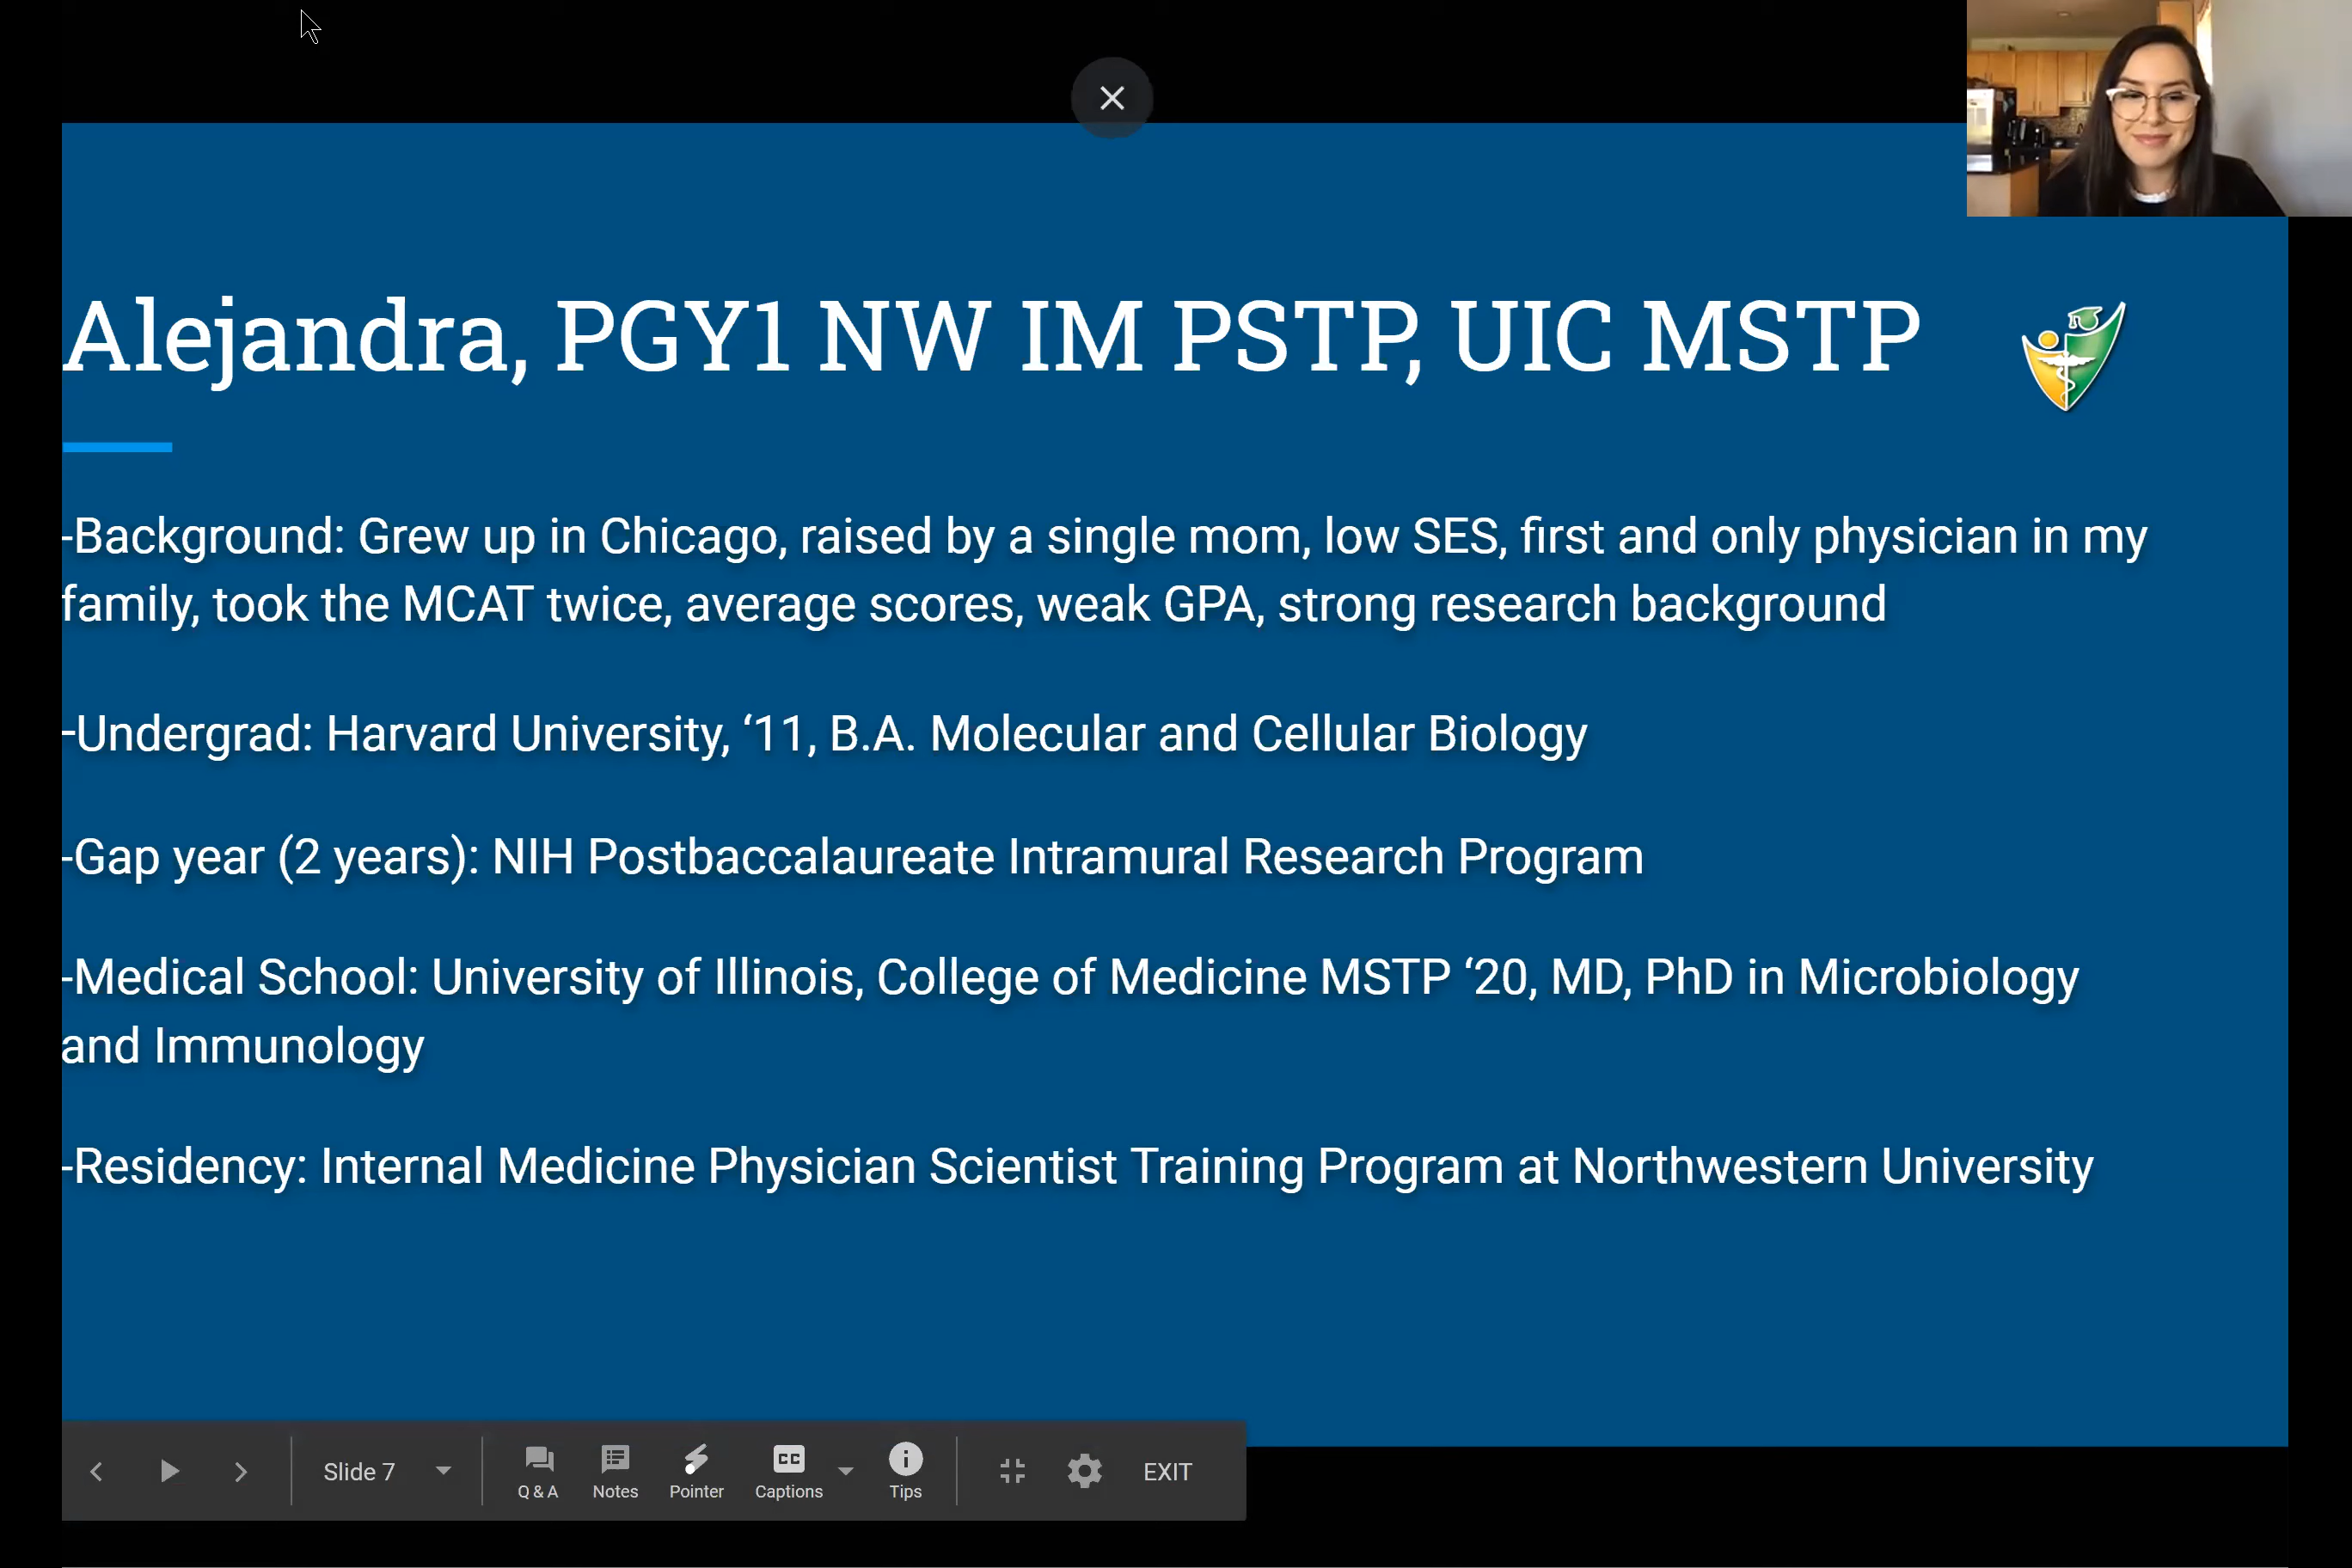 Alejandra, PGY1 NW IM PSTP, UIC MSTP
-Background: Grew up in Chicago, raised by a single mom, low SES, first and only physician in my
family, took the MCAT twice, average scores, weak GPA, strong research background
-Undergrad: Harvard University, ‘11, B.A. Molecular and Cellular Biology
-Gap year (2 years): NIH Postbaccalaureate Intramural Research Program
-Medical School: University of Illinois, College of Medicine MSTP ‘20, MD, PhD in Microbiology
and Immunology
-Residency: Internal Medicine Physician Scientist Training Program at Northwestern University
Slide 7 Q & A Notes Pointer CC Captions Tips EXIT